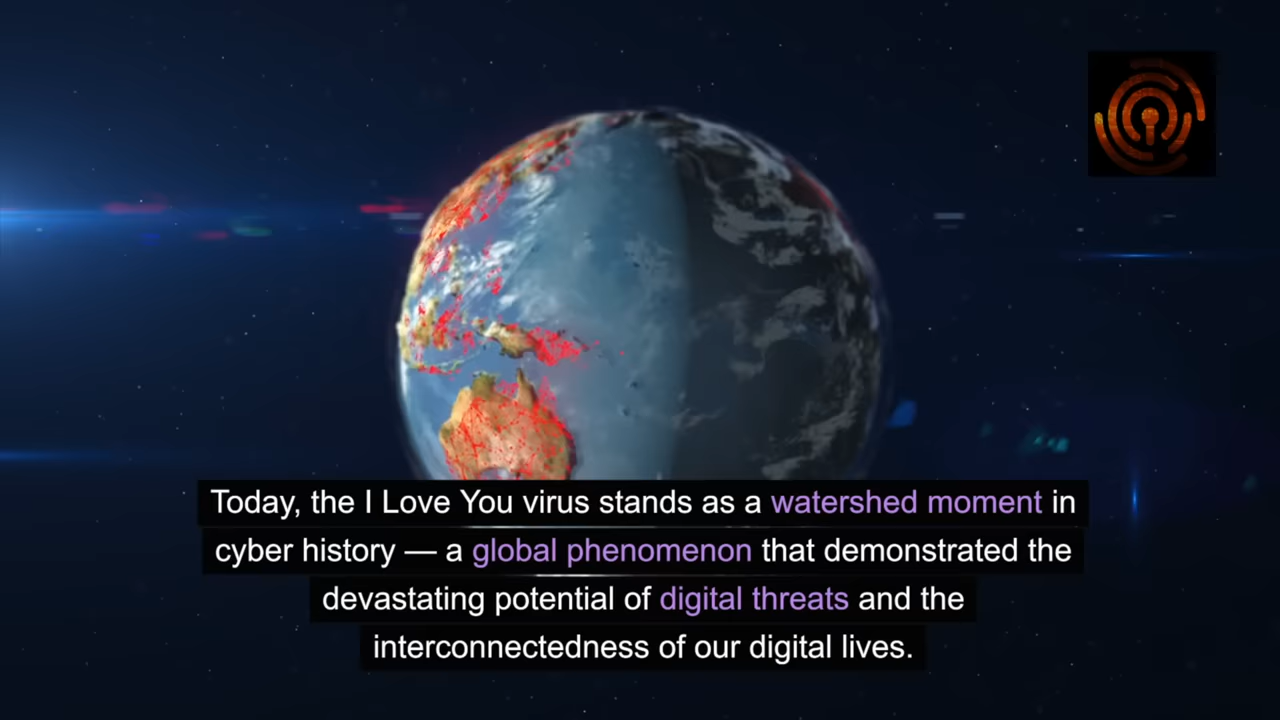 Today, the I Love You virus stands as a watershed moment in
cyber history — a global phenomenon that demonstrated the
devastating potential of digital threats and the
interconnectedness of our digital lives.